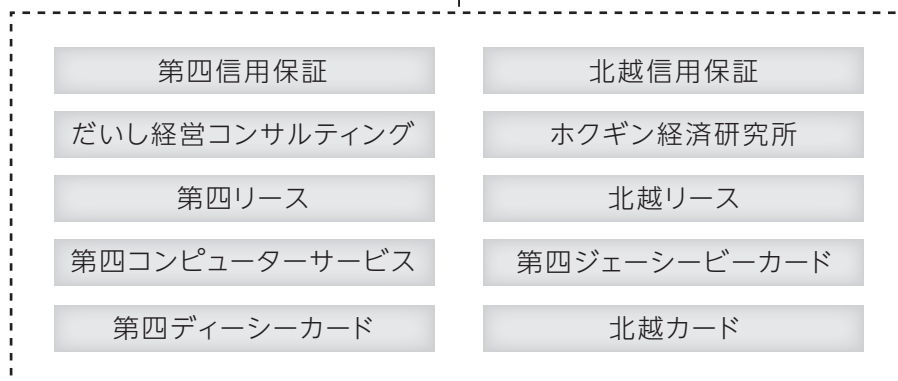 第四信用保証
北越信用保証
だいし経営コンサルティング
ホクギン経済研究所
第四リース
北越リース
第四コンピューターサービス
第四ジェーシービーカード
第四ディーシーカード
北越カード